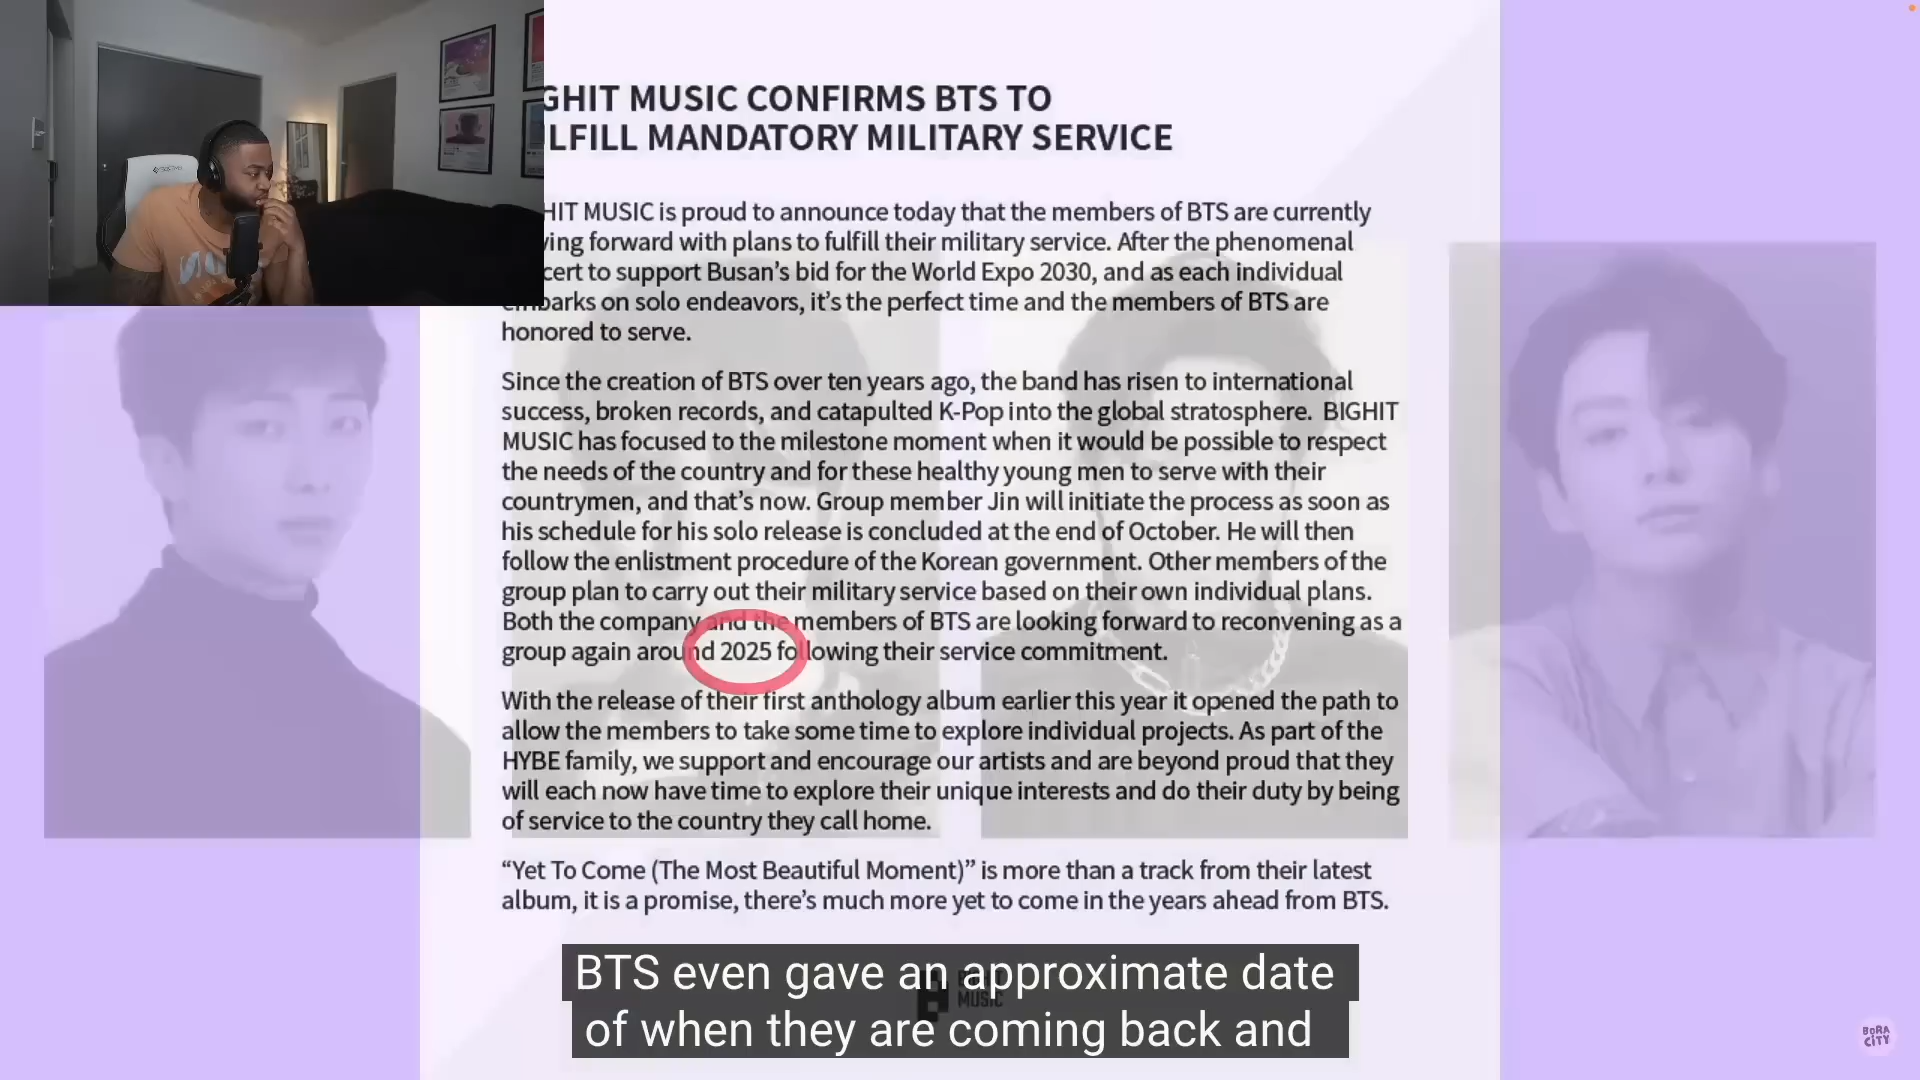 GHIT MUSIC CONFIRMS BTS TO
LFILL MANDATORY MILITARY SERVICE
HIT MUSIC is proud to announce today that the members of BTS are currently
ving forward with plans to fulfill their military service. After the phenomenal
cert to support Busan’s bid for the World Expo 2030, and as each individual
embarks on solo endeavors, it’s the perfect time and the members of BTS are
honored to serve.
Since the creation of BTS over ten years ago, the band has risen to international
success, broken records, and catapulted K-Pop into the global stratosphere. BIGHIT
MUSIC has focused to the milestone moment when it would be possible to respect
the needs of the country and for these healthy young men to serve with their
countrymen, and that’s now. Group member Jin will initiate the process as soon as
his schedule for his solo release is concluded at the end of October. He will then
follow the enlistment procedure of the Korean government. Other members of the
group plan to carry out their military service based on their own individual plans.
Both the company and the members of BTS are looking forward to reconvening as a
group again around 2025 following their service commitment.
With the release of their first anthology album earlier this year it opened the path to
allow the members to take some time to explore individual projects. As part of the
HYBE family, we support and encourage our artists and are beyond proud that they
will each now have time to explore their unique interests and do their duty by being
of service to the country they call home.
“Yet To Come (The Most Beautiful Moment)” is more than a track from their latest
album, it is a promise, there’s much more yet to come in the years ahead from BTS.
BTS even gave an approximate date
of when they are coming back and
MUSIC
BORA
CITY